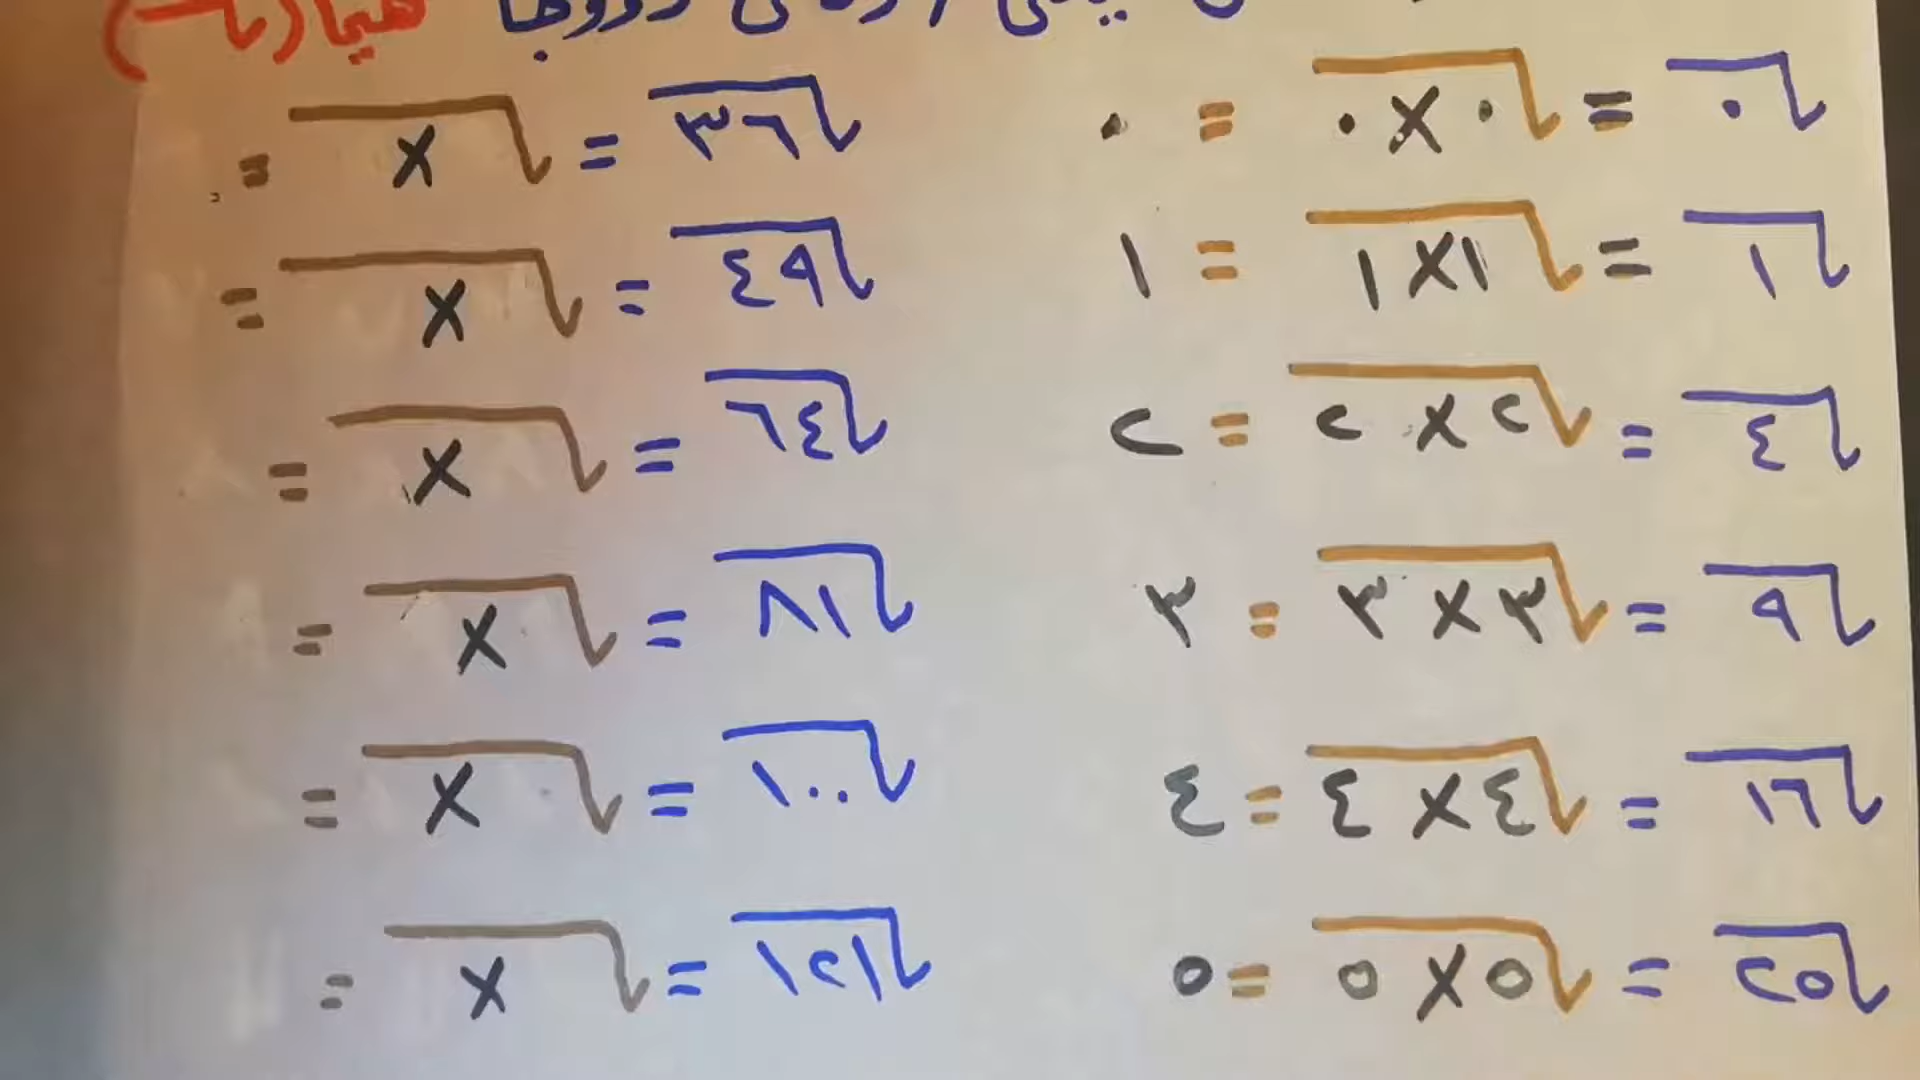 √٠ = √٠×٠ = ٠
√١ = √١×١ = ١
√٤ = √٢×٢ = ٢
√٩ = √٣×٣ = ٣
√١٦ = √٤×٤ = ٤
√٢٥ = √٥×٥ = ٥
√٣٦ = √ × =
√٤٩ = √ × =
√٦٤ = √ × =
√٨١ = √ × =
√١٠٠ = √ × =
√١٢١ = √ × =